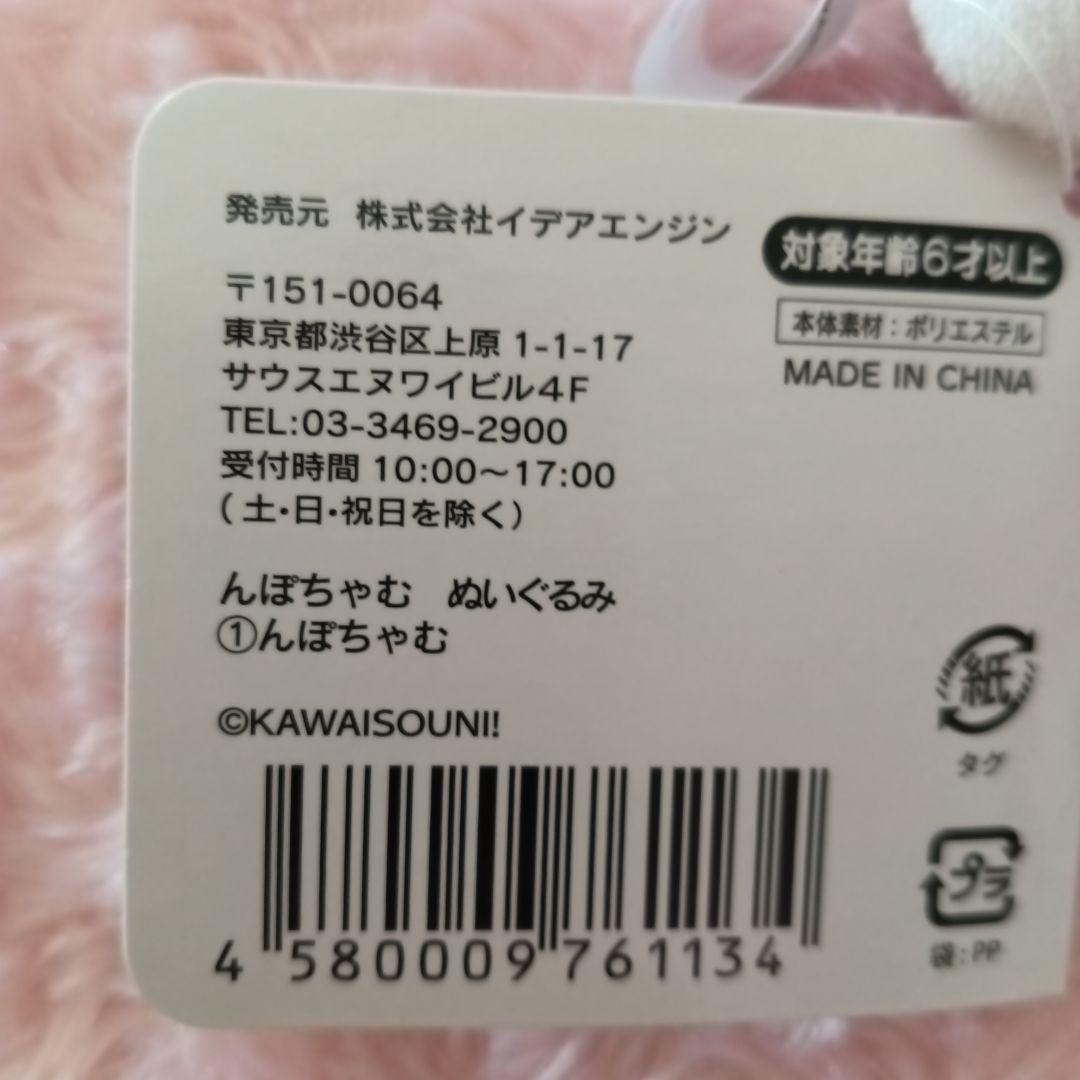 発売元 株式会社イデアエンジン
〒151-0064
東京都渋谷区上原 1-1-17
サウスエヌワイビル4F
TEL:03-3469-2900
受付時間 10:00～17:00
(土・日・祝日を除く)
んぽちゃむ ぬいぐるみ
①んぽちゃむ
©KAWAISOUNI!
4 580009 761134
対象年齢6才以上
本体素材：ポリエステル
MADE IN CHINA
紙
タグ
プラ
袋：PP